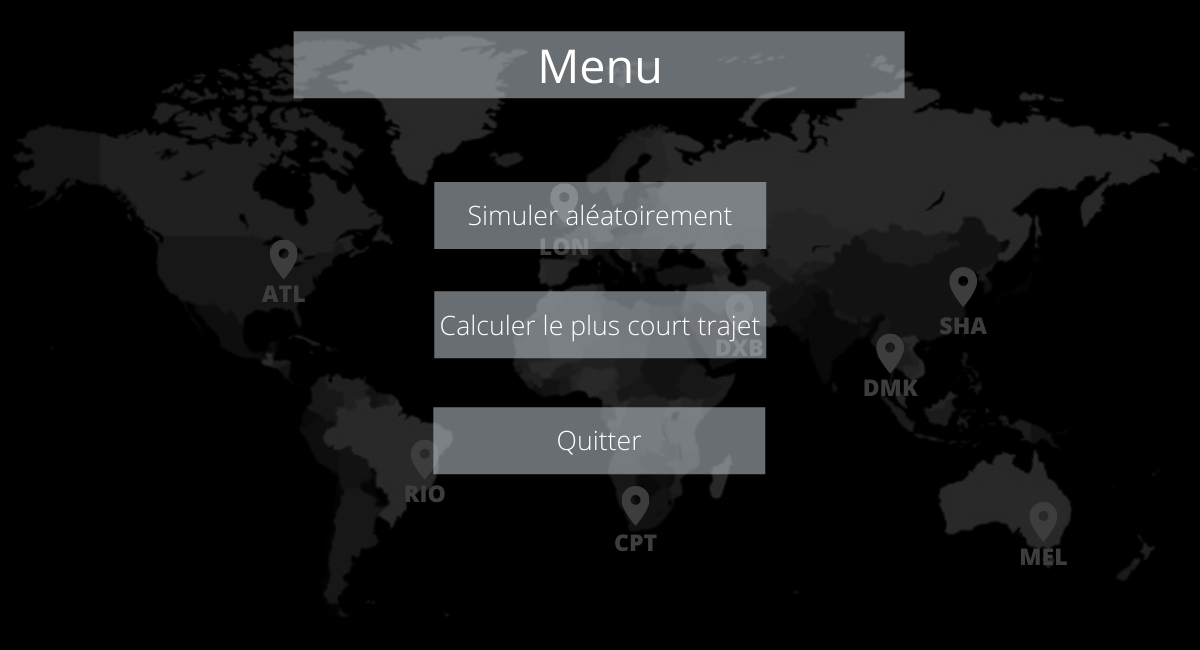 Menu
Simuler aléatoirement
LON
ATL
Calculer le plus court trajet
SHA
DXB
DMK
Quitter
RIO
CPT
MEL